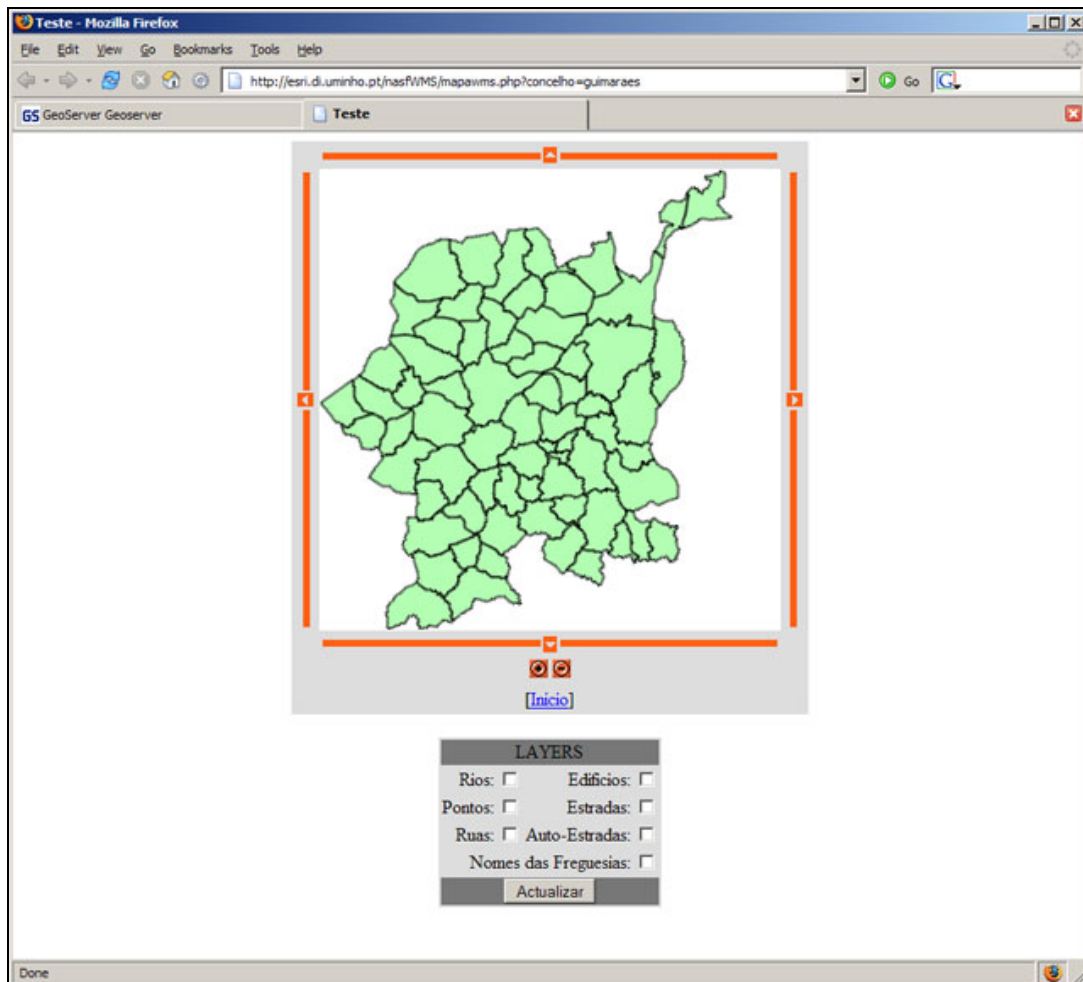 Teste - Mozilla Firefox
File Edit View Go Bookmarks Tools Help
http://esri.di.uminho.pt/nasfWMS/mapawms.php?concelho=guimaraes Go G
GS GeoServer Geoserver Teste
[Inicio]
LAYERS
Rios: Edificios:
Pontos: Estradas:
Ruas: Auto-Estradas:
Nomes das Freguesias:
Actualizar
Done